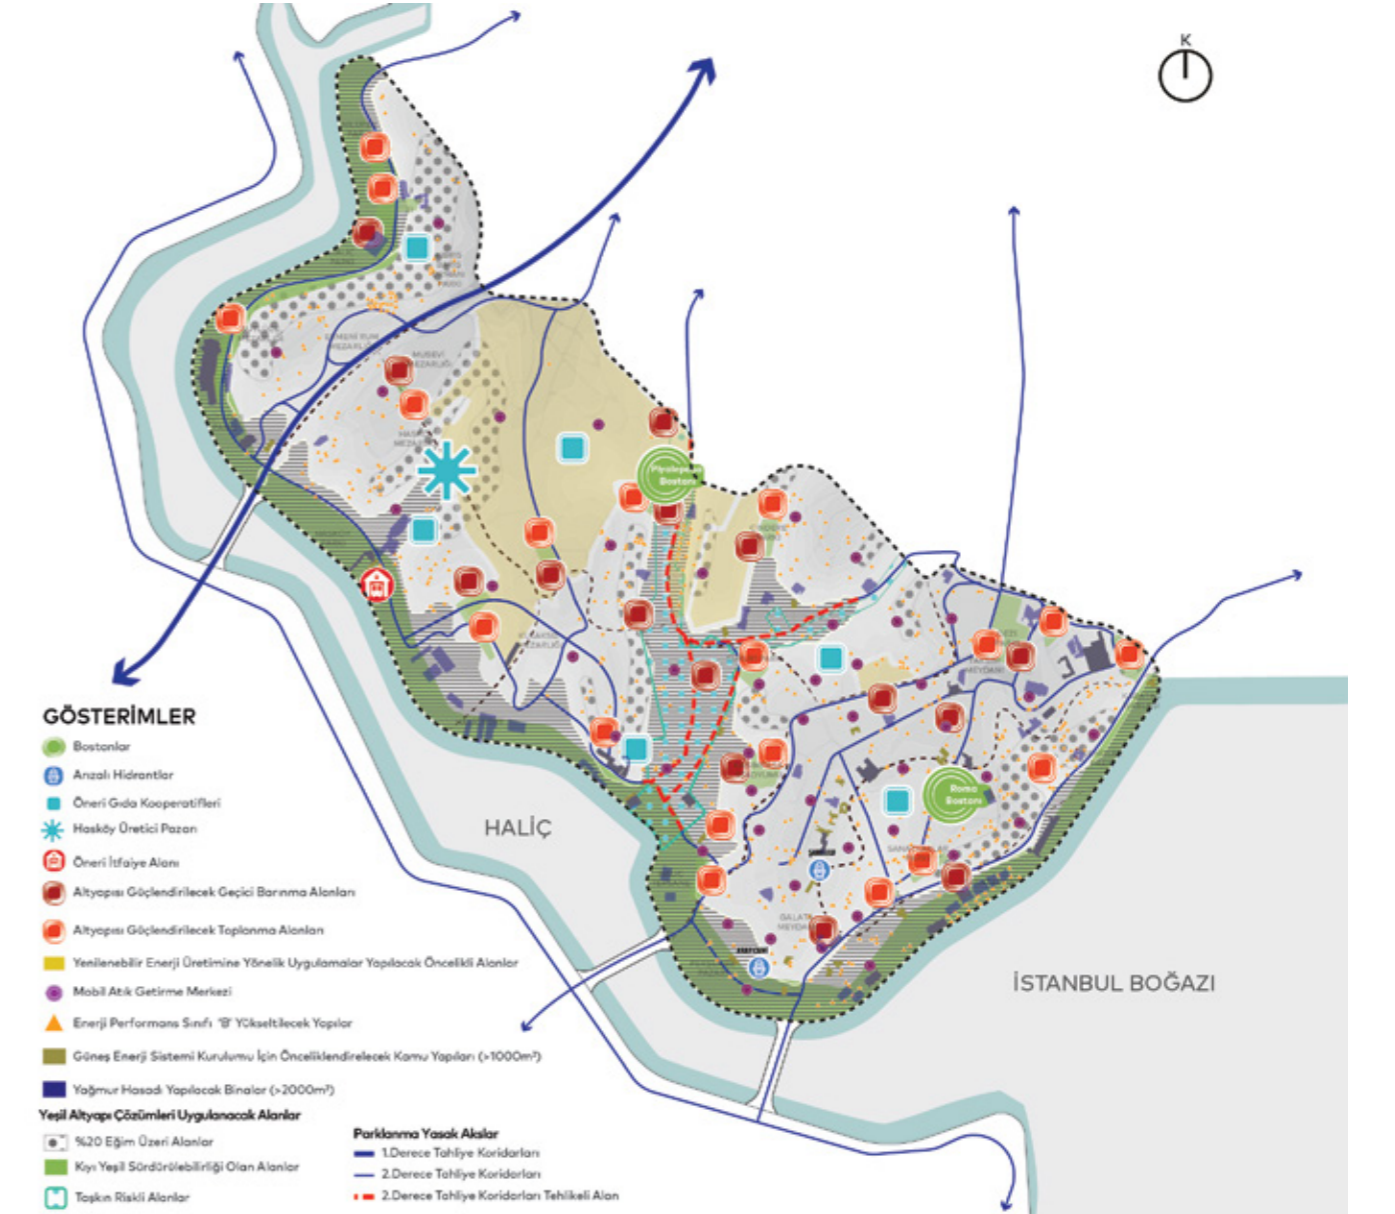 K
MUSEVİ
Piyalepaşa
Bostanı
Roma
Bostanı
GALATA
HALİÇ
İSTANBUL BOĞAZI
GÖSTERİMLER
Bostanlar
Arızalı Hidrantlar
Öneri Gıda Kooperatifleri
Hasköy Üretici Pazarı
Öneri İtfaiye Alanı
Altyapısı Güçlendirilecek Geçici Barınma Alanları
Altyapısı Güçlendirilecek Toplanma Alanları
Yenilenebilir Enerji Üretimine Yönelik Uygulamalar Yapılacak Öncelikli Alanlar
Mobil Atık Getirme Merkezi
Enerji Performans Sınıfı 'B' Yükseltilecek Yapılar
Güneş Enerji Sistemi Kurulumu İçin Önceliklendirelecek Kamu Yapıları (>1000m²)
Yağmur Hasadı Yapılacak Binalar (>2000m²)
Yeşil Altyapı Çözümleri Uygulanacak Alanlar
%20 Eğim Üzeri Alanlar
Kıyı Yeşil Sürdürülebilirliği Olan Alanlar
Taşkın Riskli Alanlar
Parklanma Yasak Akslar
1.Derece Tahliye Koridorları
2.Derece Tahliye Koridorları
2.Derece Tahliye Koridorları Tehlikeli Alan